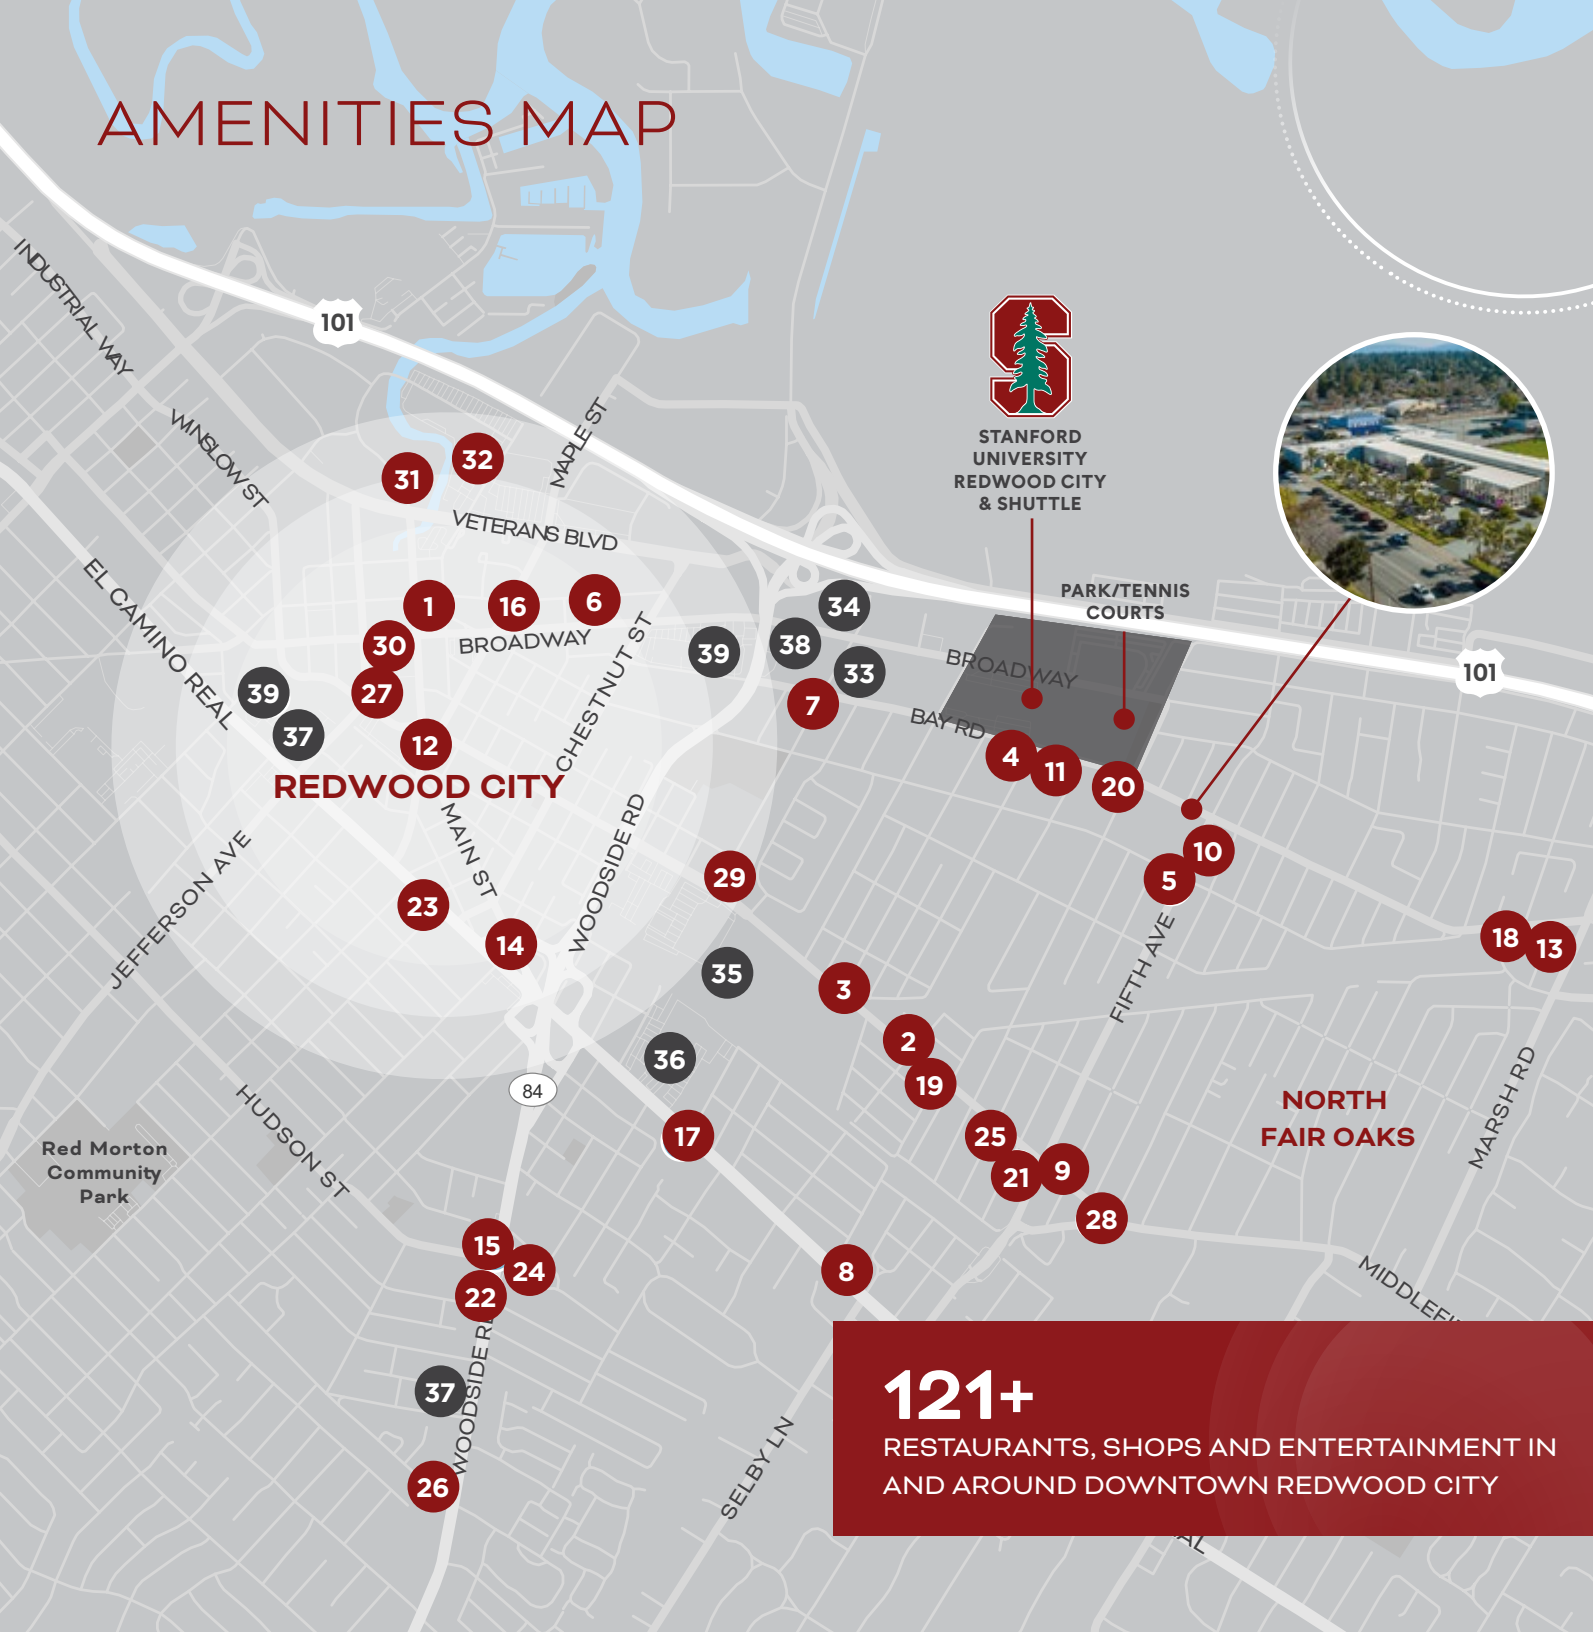 AMENITIES MAP
INDUSTRIAL WAY
101
WINSLOW ST
MAPLE ST
STANFORD
UNIVERSITY
REDWOOD CITY
& SHUTTLE
32
31
VETERANS BLVD
EL CAMINO REAL
PARK/TENNIS
COURTS
1
16
6
34
BROADWAY
CHESTNUT ST
30
39
38
33
BROADWAY
101
39
27
7
BAY RD
37
12
4
11
20
REDWOOD CITY
MAIN ST
WOODSIDE RD
JEFFERSON AVE
10
5
29
23
14
FIFTH AVE
18
13
35
3
2
36
19
84
HUDSON ST
NORTH
FAIR OAKS
MARSH RD
Red Morton
Community
Park
17
25
21
9
28
15
24
22
8
WOODSIDE RD
MIDDLEFI
37
26
SELBY LN
121+
RESTAURANTS, SHOPS AND ENTERTAINMENT IN
AND AROUND DOWNTOWN REDWOOD CITY
AL